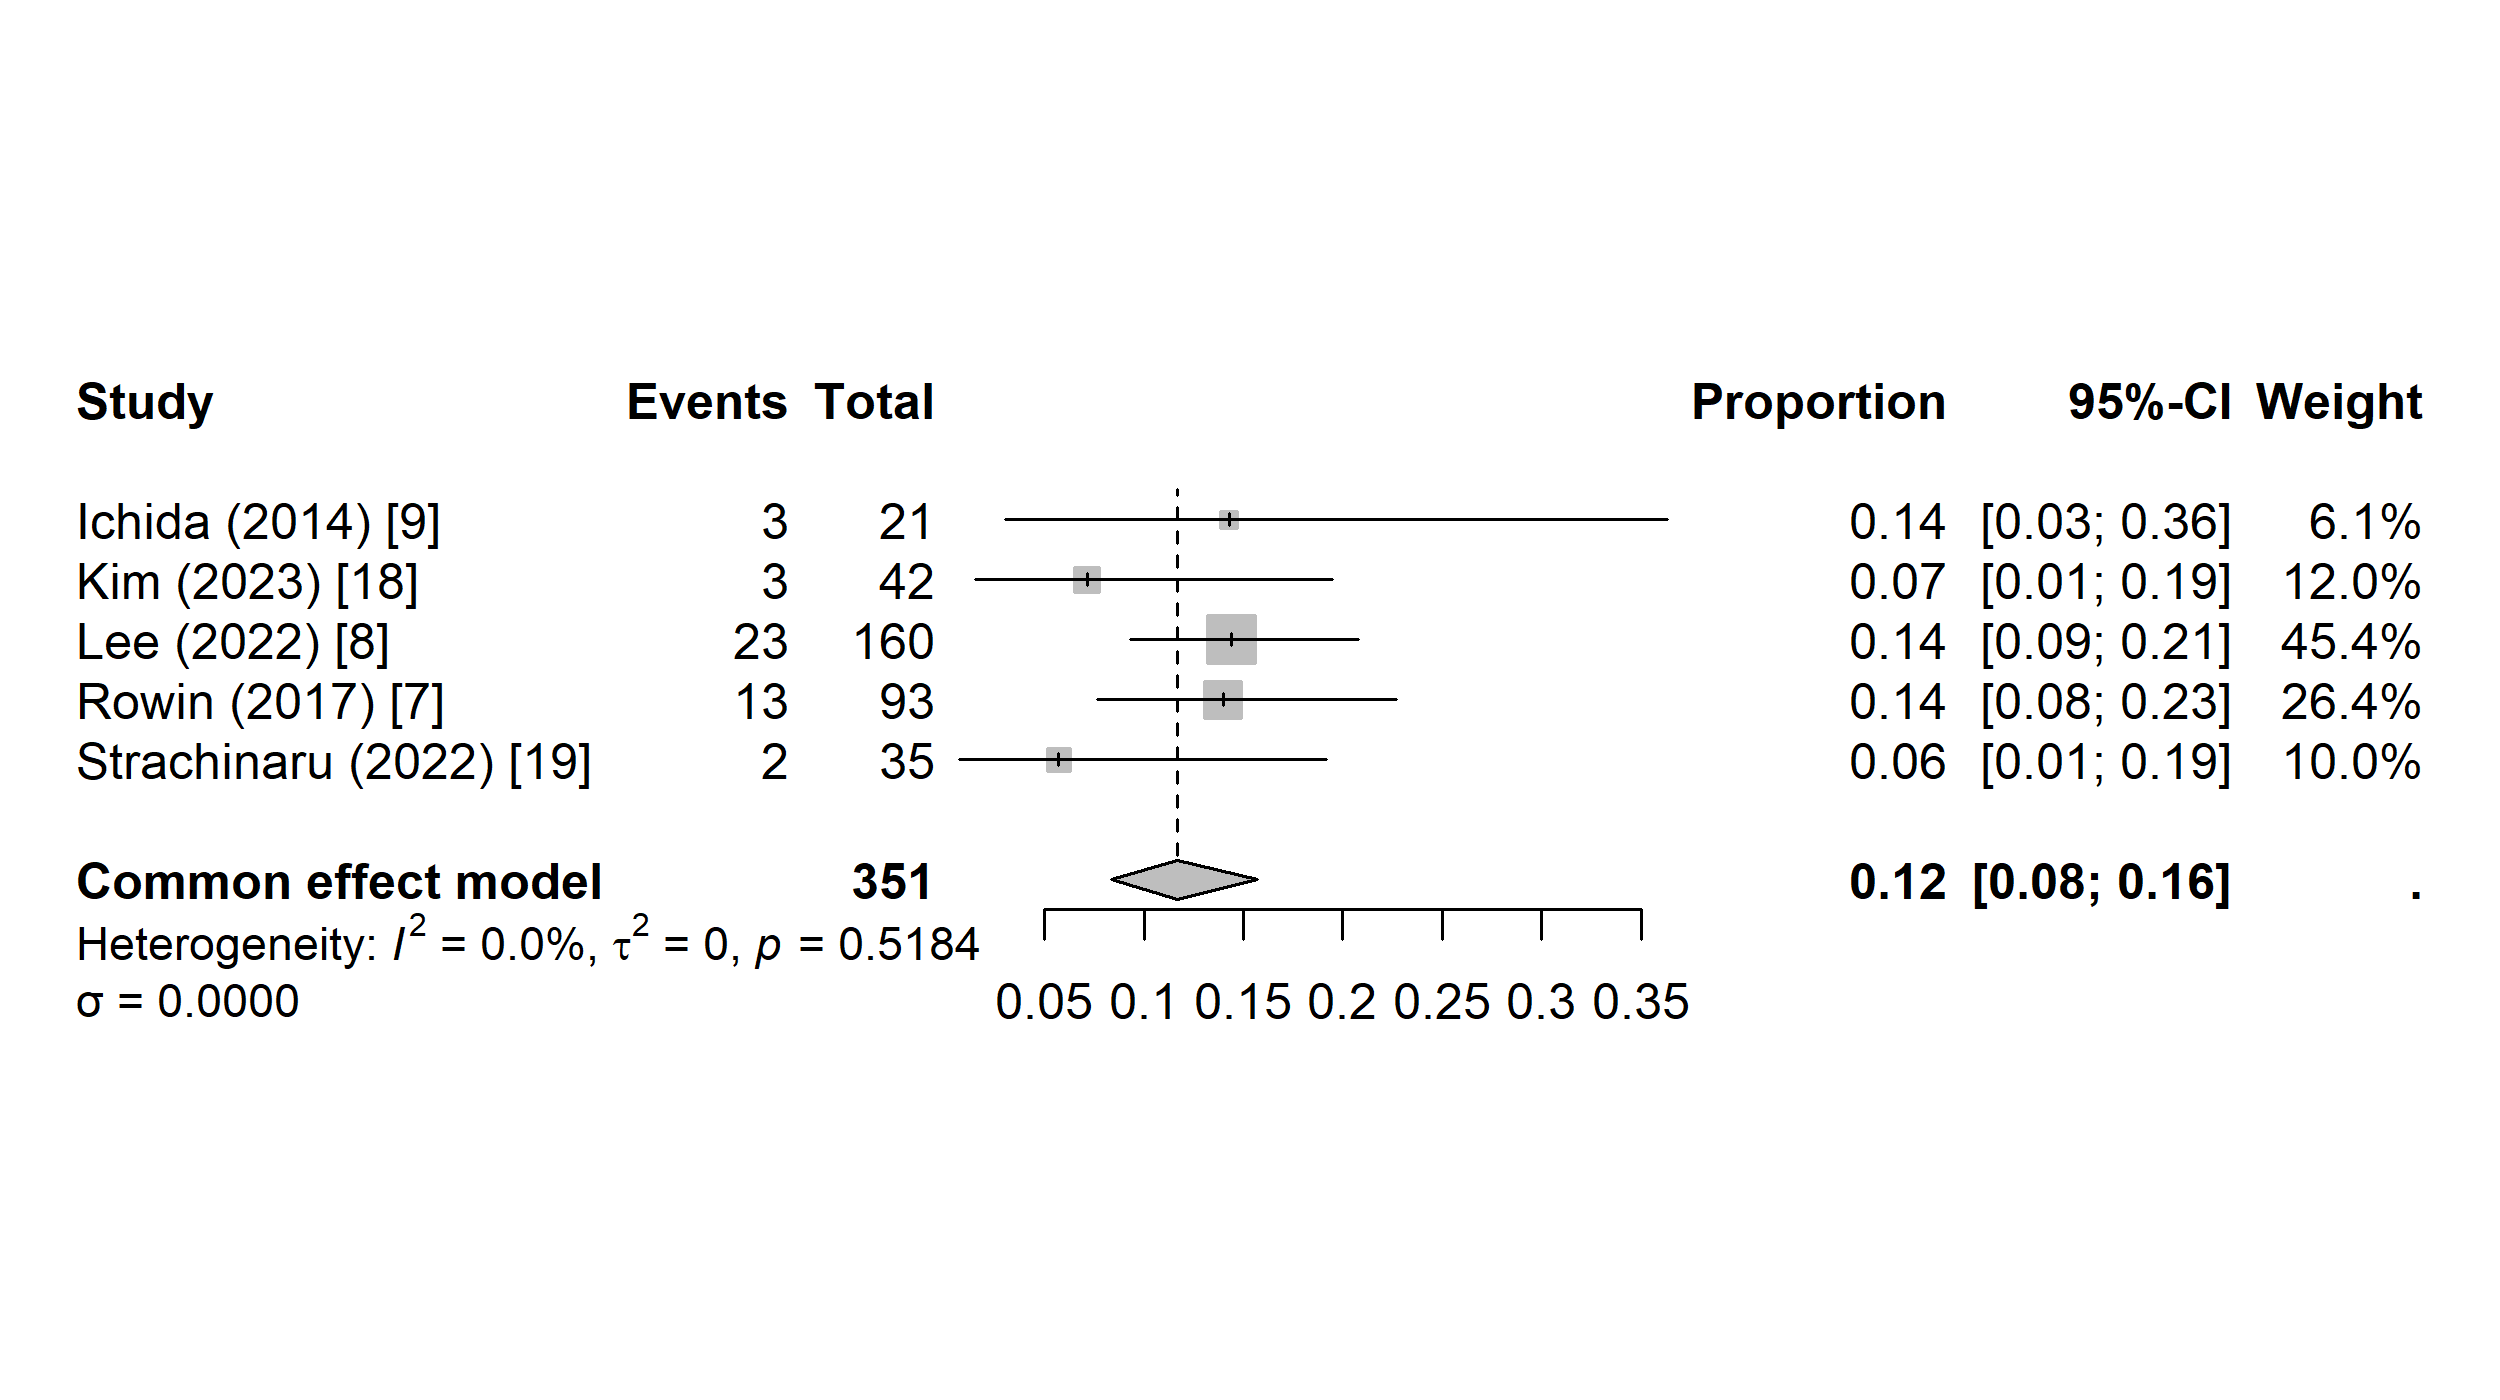 Study Events Total Proportion 95%-CI Weight
Ichida (2014) [9] 3 21 0.14 [0.03; 0.36] 6.1%
Kim (2023) [18] 3 42 0.07 [0.01; 0.19] 12.0%
Lee (2022) [8] 23 160 0.14 [0.09; 0.21] 45.4%
Rowin (2017) [7] 13 93 0.14 [0.08; 0.23] 26.4%
Strachinaru (2022) [19] 2 35 0.06 [0.01; 0.19] 10.0%
Common effect model 351 0.12 [0.08; 0.16] .
Heterogeneity: I² = 0.0%, τ² = 0, p = 0.5184
σ = 0.0000 0.05 0.1 0.15 0.2 0.25 0.3 0.35